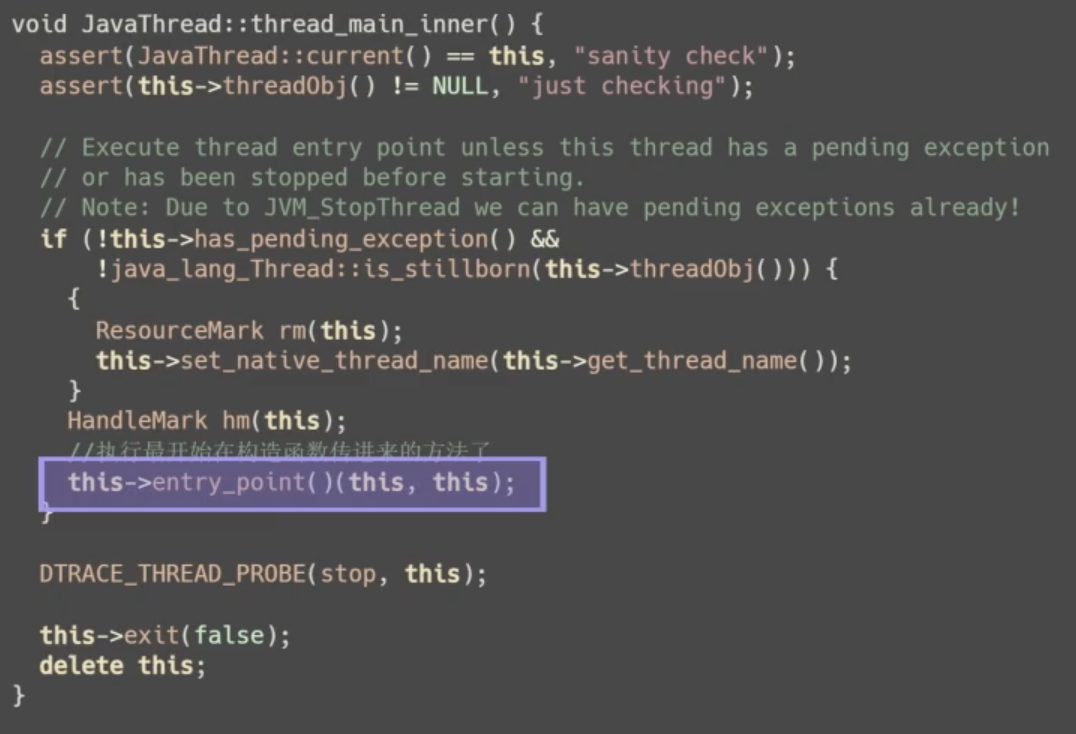 void JavaThread::thread_main_inner() {
  assert(JavaThread::current() == this, "sanity check");
  assert(this->threadObj() != NULL, "just checking");

  // Execute thread entry point unless this thread has a pending exception
  // or has been stopped before starting.
  // Note: Due to JVM_StopThread we can have pending exceptions already!
  if (!this->has_pending_exception() &&
      !java_lang_Thread::is_stillborn(this->threadObj())) {
    {
      ResourceMark rm(this);
      this->set_native_thread_name(this->get_thread_name());
    }
    HandleMark hm(this);
    //执行最开始在构造函数传进来的方法了
    this->entry_point()(this, this);
  }

  DTRACE_THREAD_PROBE(stop, this);

  this->exit(false);
  delete this;
}